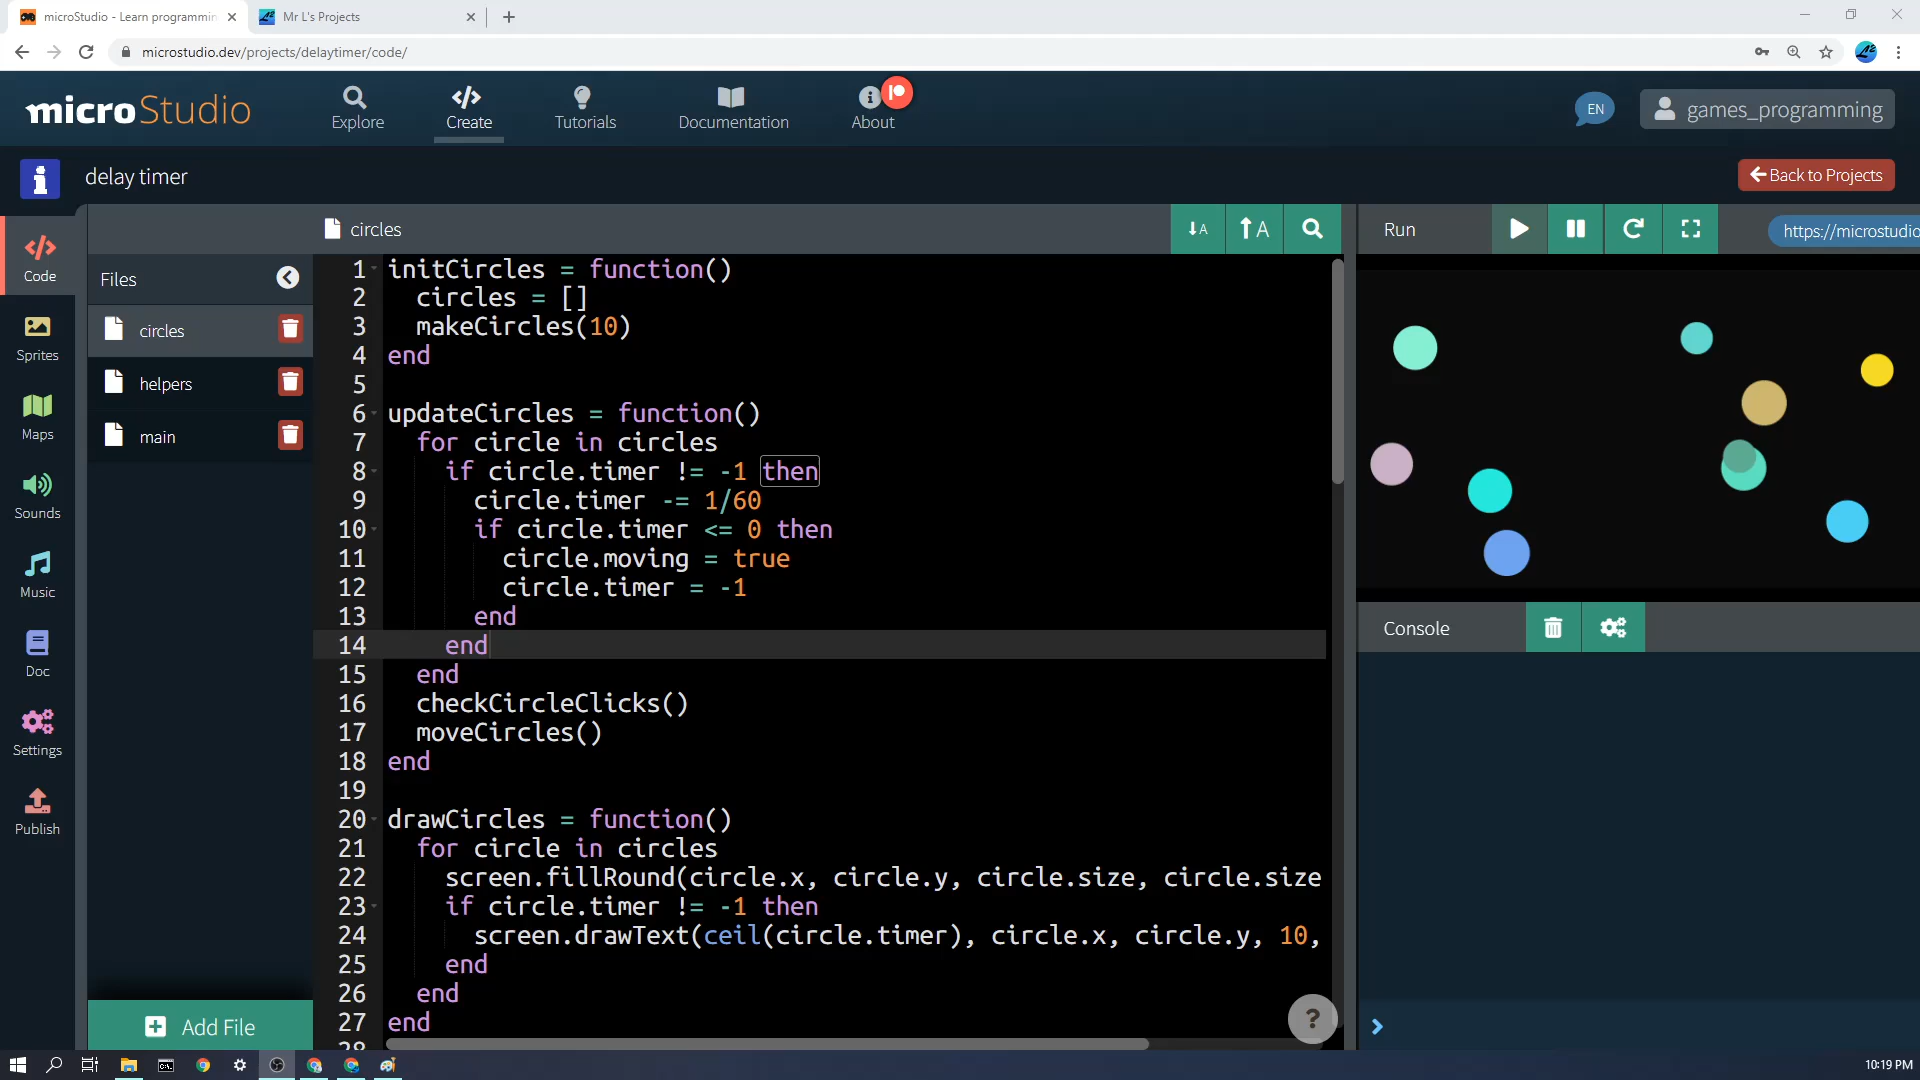 microStudio - Learn programmin
Mr L's Projects
microstudio.dev/projects/delaytimer/code/
microStudio
Explore
Create
Tutorials
Documentation
About
EN
games_programming
delay timer
Back to Projects
Code
Sprites
Maps
Sounds
Music
Doc
Settings
Publish
Files
circles
helpers
main
Add File
circles
A
A
1 initCircles = function()
2 circles = []
3 makeCircles(10)
4 end
5
6 updateCircles = function()
7 for circle in circles
8 if circle.timer != -1 then
9 circle.timer -= 1/60
10 if circle.timer <= 0 then
11 circle.moving = true
12 circle.timer = -1
13 end
14 end
15 end
16 checkCircleClicks()
17 moveCircles()
18 end
19
20 drawCircles = function()
21 for circle in circles
22 screen.fillRound(circle.x, circle.y, circle.size, circle.size
23 if circle.timer != -1 then
24 screen.drawText(ceil(circle.timer), circle.x, circle.y, 10,
25 end
26 end
27 end
28
?
Run
https://microstudio
Console
10:19 PM